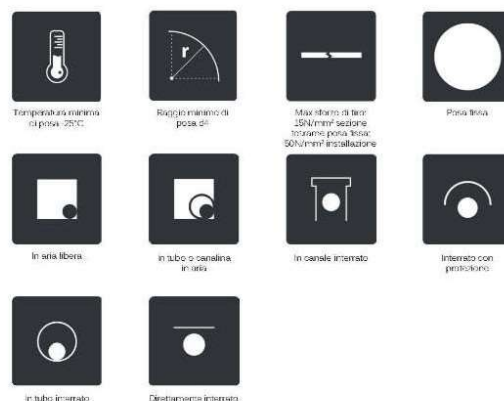 Temperatura minima
di posa -25°C
r
Raggio minimo di
posa d4
Max sforzo di tiro:
15N/mm² sezione
tesrame posa fissa:
50N/mm² installazione
Posa fissa
In aria libera
in tubo o canalina
in aria
In canale interrato
Interrato con
protezione
In tubo interrato
Direttamente interrato